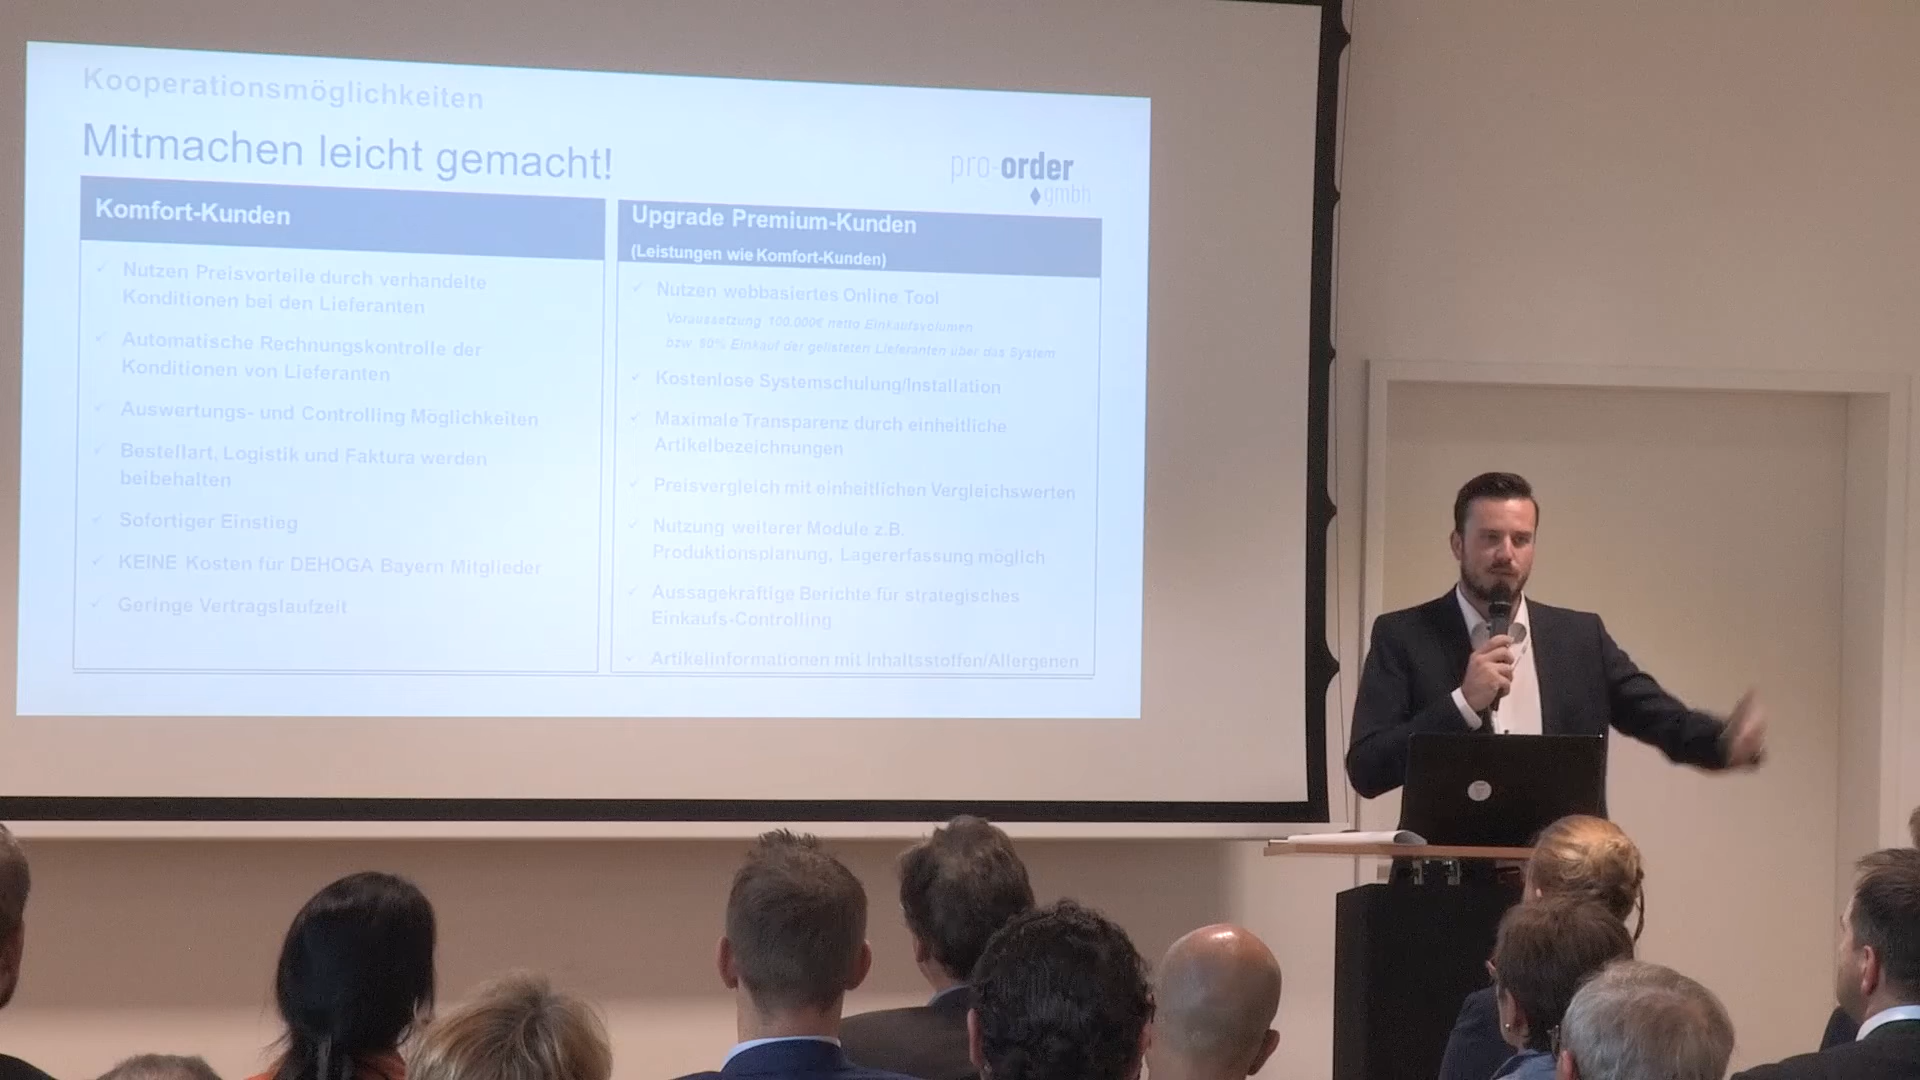 Kooperationsmöglichkeiten
Mitmachen leicht gemacht!
pro-order
gmbh
Komfort-Kunden
Nutzen Preisvorteile durch verhandelte
Konditionen bei den Lieferanten
Automatische Rechnungskontrolle der
Konditionen von Lieferanten
Auswertungs- und Controlling Möglichkeiten
Bestellart, Logistik und Faktura werden
beibehalten
Sofortiger Einstieg
KEINE Kosten für DEHOGA Bayern Mitglieder
Geringe Vertragslaufzeit
Upgrade Premium-Kunden
(Leistungen wie Komfort-Kunden)
Nutzen webbasiertes Online Tool
Voraussetzung 100.000€ netto Einkaufsvolumen
bzw. 90% Einkauf der gelisteten Lieferanten über das System
Kostenlose Systemschulung/Installation
Maximale Transparenz durch einheitliche
Artikelbezeichnungen
Preisvergleich mit einheitlichen Vergleichswerten
Nutzung weiterer Module z.B.
Produktionsplanung, Lagererfassung möglich
Aussagekräftige Berichte für strategisches
Einkaufs-Controlling
Artikelinformationen mit Inhaltsstoffen/Allergenen